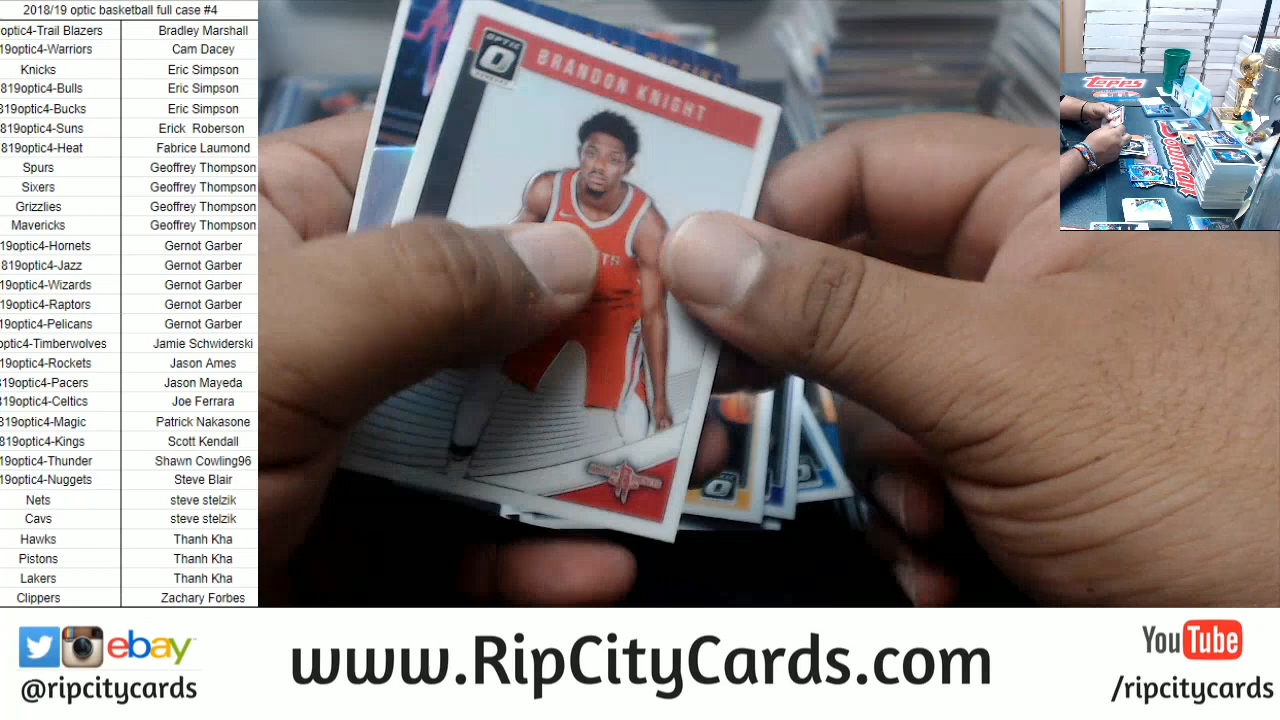 2018/19 optic basketball full case #4
optic4-Trail Blazers Bradley Marshall
19optic4-Warriors Cam Dacey
Knicks Eric Simpson
819optic4-Bulls Eric Simpson
819optic4-Bucks Eric Simpson
819optic4-Suns Erick Roberson
819optic4-Heat Fabrice Laumond
Spurs Geoffrey Thompson
Sixers Geoffrey Thompson
Grizzlies Geoffrey Thompson
Mavericks Geoffrey Thompson
19optic4-Hornets Gernot Garber
819optic4-Jazz Gernot Garber
19optic4-Wizards Gernot Garber
19optic4-Raptors Gernot Garber
19optic4-Pelicans Gernot Garber
optic4-Timberwolves Jamie Schwiderski
19optic4-Rockets Jason Ames
819optic4-Pacers Jason Mayeda
819optic4-Celtics Joe Ferrara
819optic4-Magic Patrick Nakasone
819optic4-Kings Scott Kendall
19optic4-Thunder Shawn Cowling96
19optic4-Nuggets Steve Blair
Nets steve stelzik
Cavs steve stelzik
Hawks Thanh Kha
Pistons Thanh Kha
Lakers Thanh Kha
Clippers Zachary Forbes
OPTIC
BRANDON KNIGHT
Topps
ebay
@ripcitycards
www.RipCityCards.com
YouTube
/ripcitycards